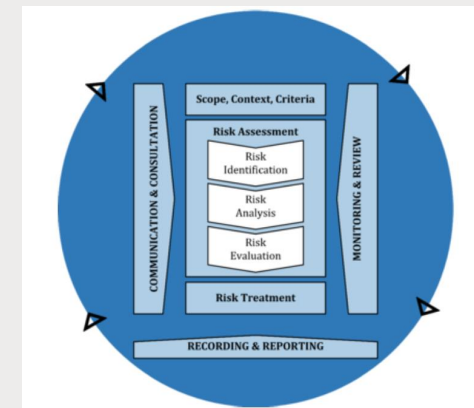 Scope, Context, Criteria
Risk Assessment
Risk
Identification
Risk
Analysis
Risk
Evaluation
Risk Treatment
COMMUNICATION & CONSULTATION
MONITORING & REVIEW
RECORDING & REPORTING